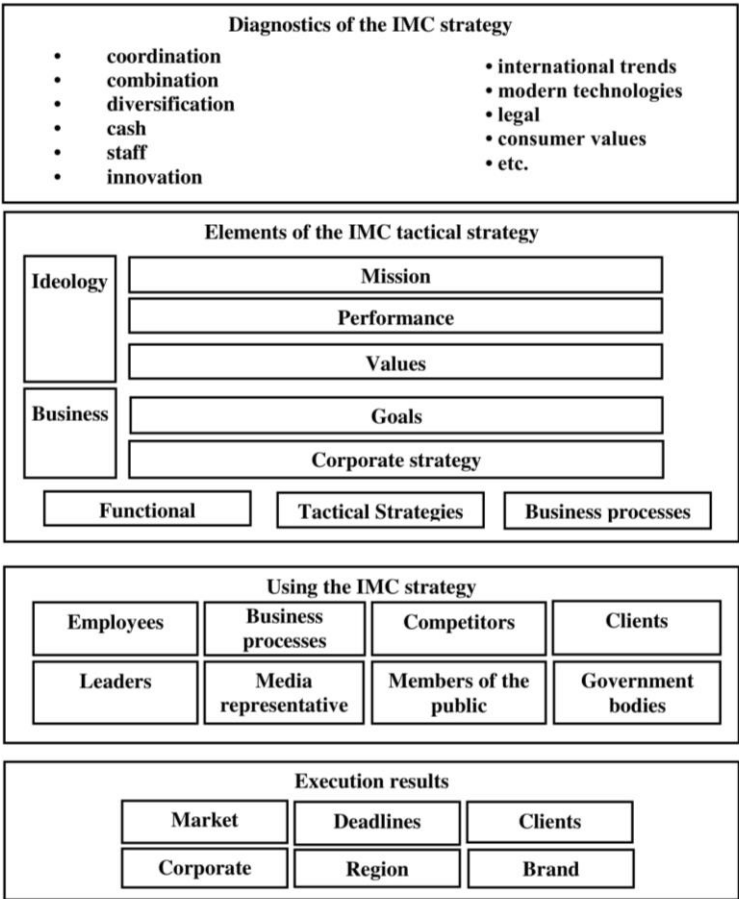 Diagnostics of the IMC strategy
• coordination
• combination
• diversification
• cash
• staff
• innovation
• international trends
• modern technologies
• legal
• consumer values
• etc.
Elements of the IMC tactical strategy
Ideology
Mission
Performance
Values
Business
Goals
Corporate strategy
Functional
Tactical Strategies
Business processes
Using the IMC strategy
Employees
Business
processes
Competitors
Clients
Leaders
Media
representative
Members of the
public
Government
bodies
Execution results
Market
Deadlines
Clients
Corporate
Region
Brand